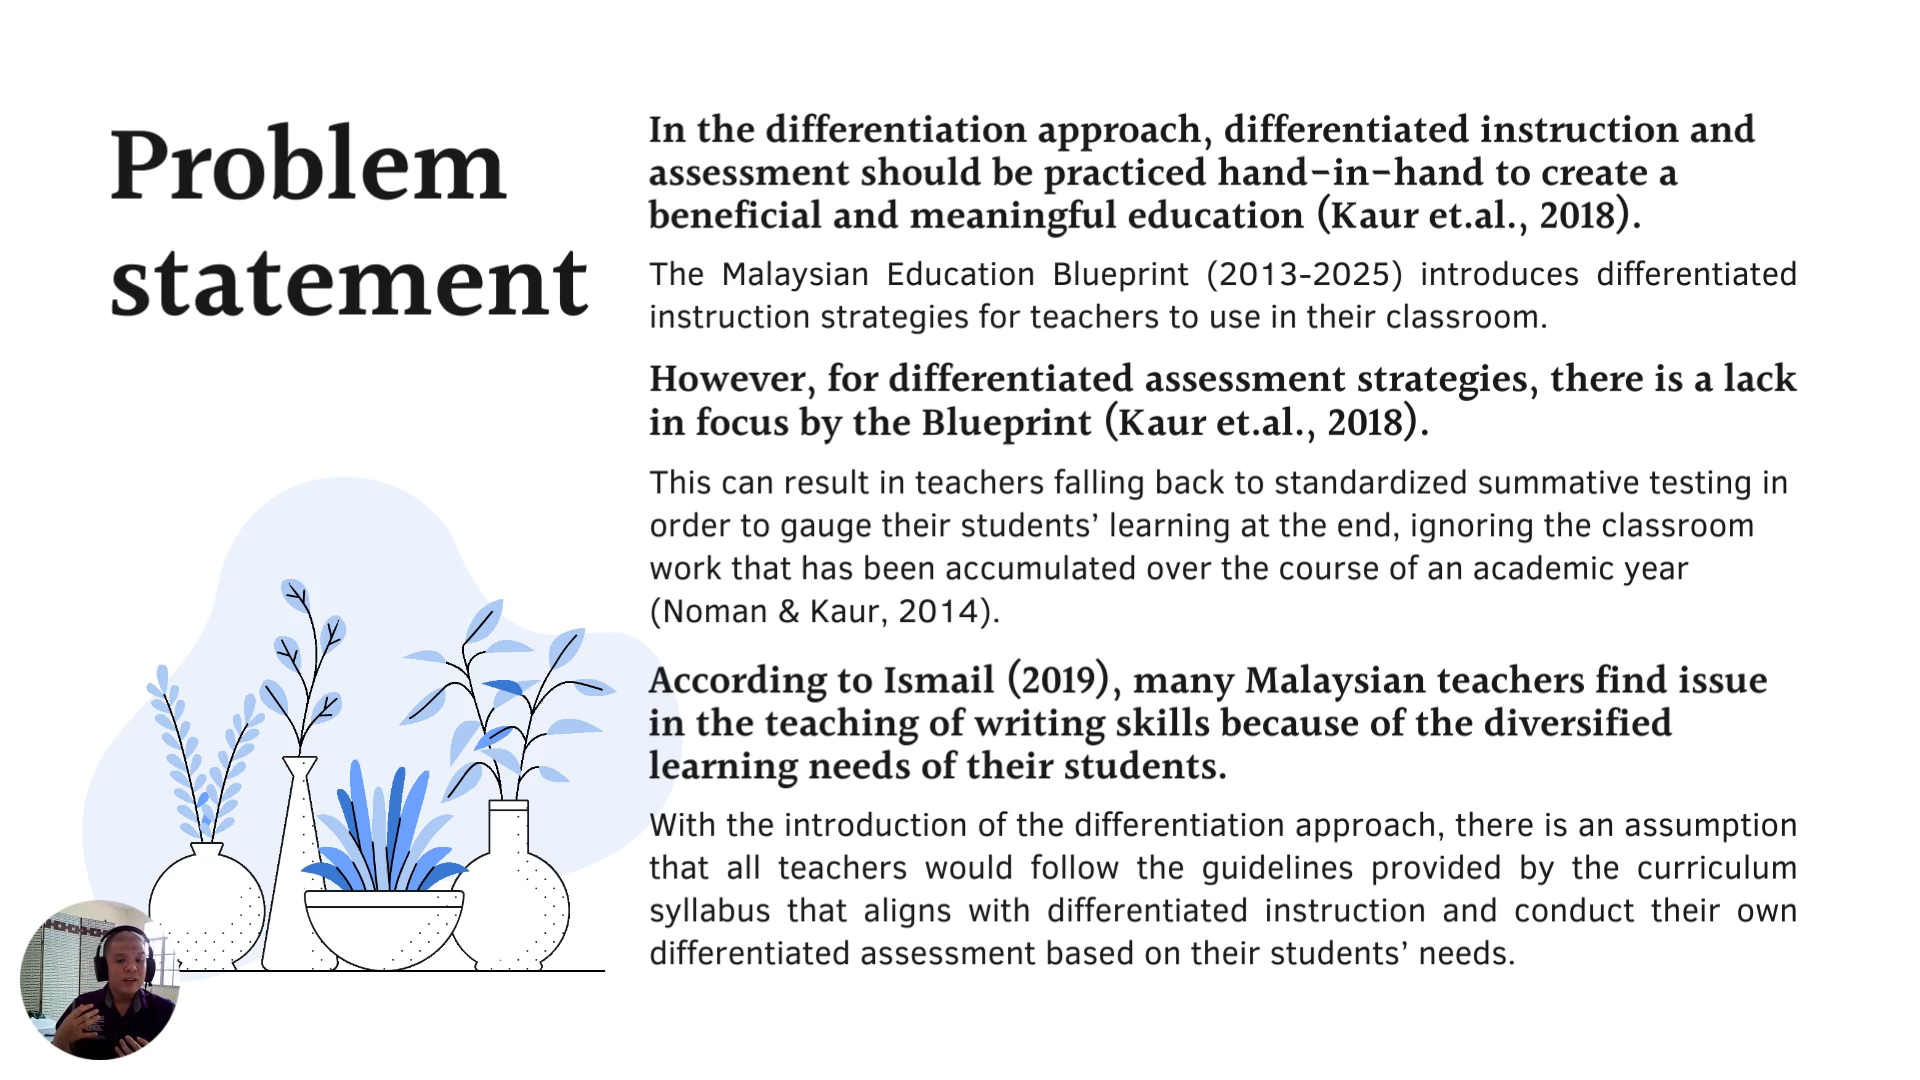 Problem
statement
In the differentiation approach, differentiated instruction and
assessment should be practiced hand-in-hand to create a
beneficial and meaningful education (Kaur et.al., 2018).
The Malaysian Education Blueprint (2013-2025) introduces differentiated
instruction strategies for teachers to use in their classroom.
However, for differentiated assessment strategies, there is a lack
in focus by the Blueprint (Kaur et.al., 2018).
This can result in teachers falling back to standardized summative testing in
order to gauge their students’ learning at the end, ignoring the classroom
work that has been accumulated over the course of an academic year
(Noman & Kaur, 2014).
According to Ismail (2019), many Malaysian teachers find issue
in the teaching of writing skills because of the diversified
learning needs of their students.
With the introduction of the differentiation approach, there is an assumption
that all teachers would follow the guidelines provided by the curriculum
syllabus that aligns with differentiated instruction and conduct their own
differentiated assessment based on their students’ needs.